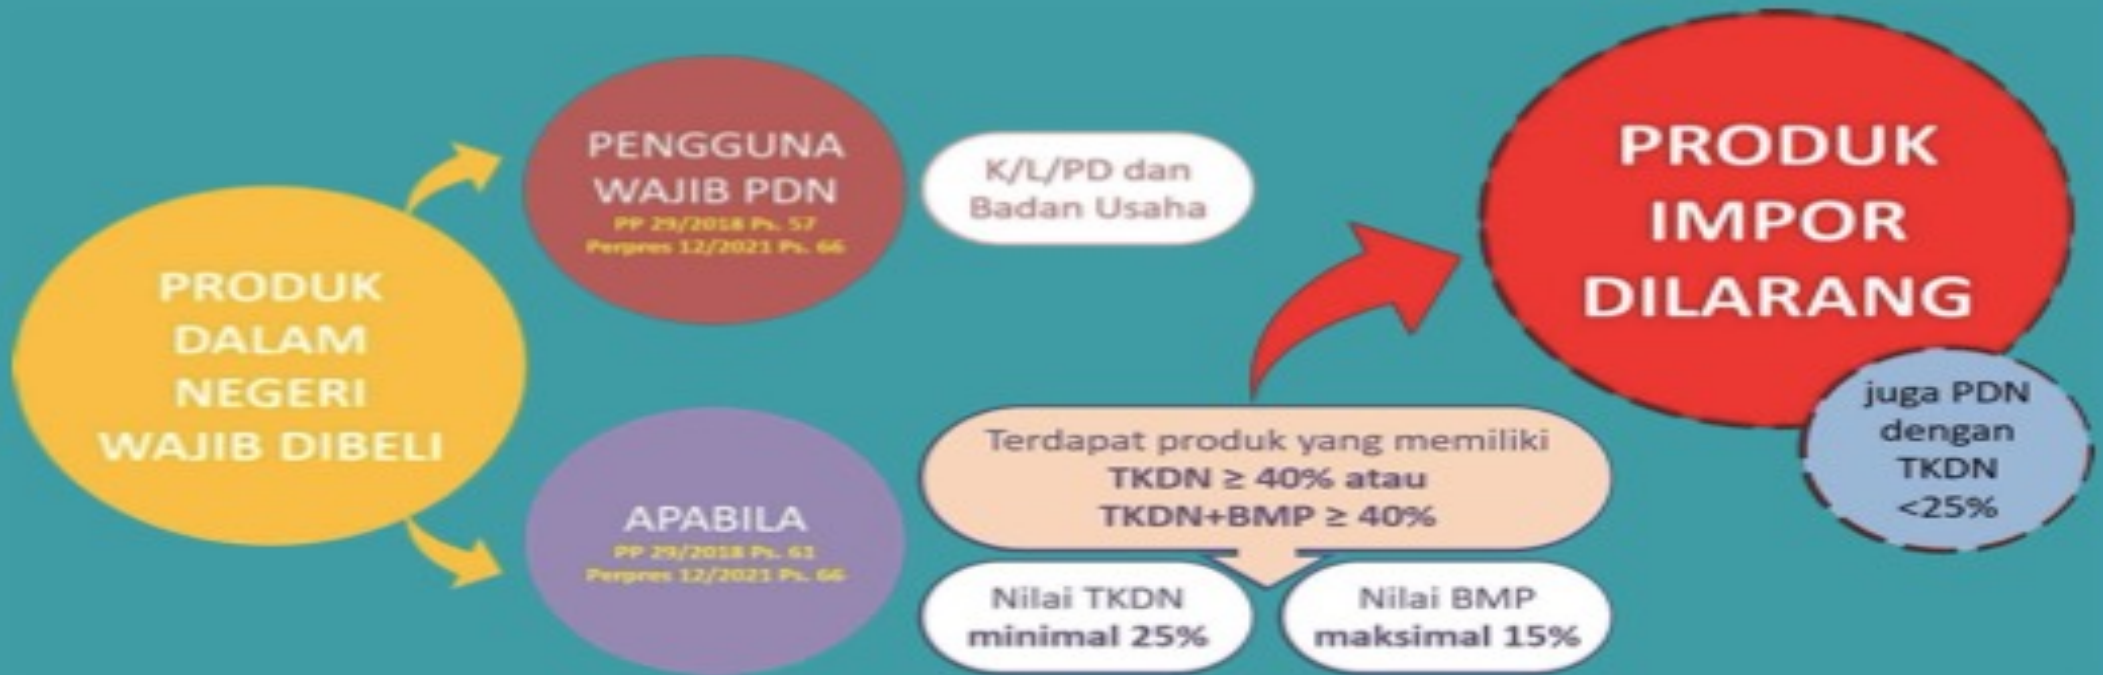 PRODUK
DALAM
NEGERI
WAJIB DIBELI
PENGGUNA
WAJIB PDN
PP 29/2018 Ps. 57
Perpres 12/2021 Ps. 66
K/L/PD dan
Badan Usaha
APABILA
PP 29/2018 Ps. 61
Perpres 12/2021 Ps. 66
Terdapat produk yang memiliki
TKDN ≥ 40% atau
TKDN+BMP ≥ 40%
Nilai TKDN
minimal 25%
Nilai BMP
maksimal 15%
PRODUK
IMPOR
DILARANG
juga PDN
dengan
TKDN
<25%